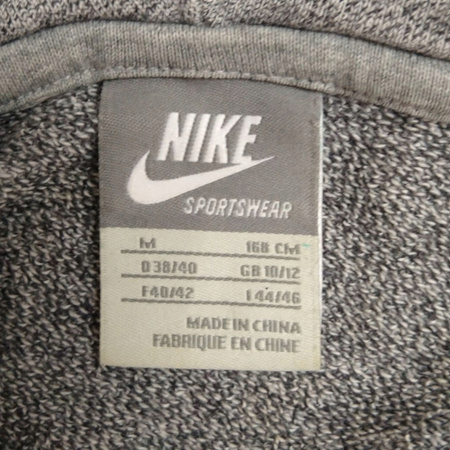 NIKE
SPORTSWEAR
M 168 CM
D 38/40 GB 10/12
F 40/42 I 44/46
MADE IN CHINA
FABRIQUE EN CHINE